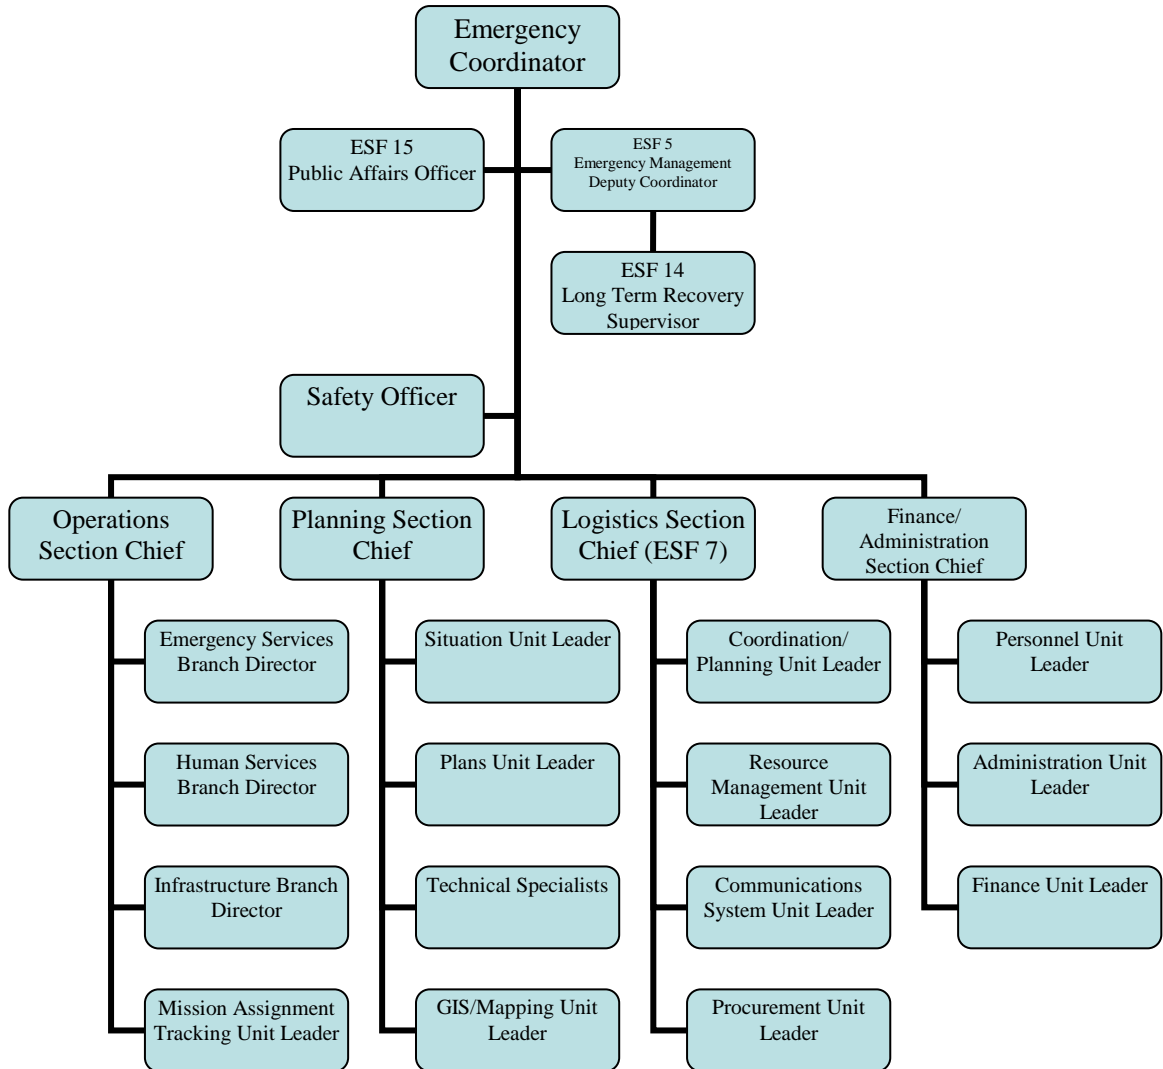 Emergency
Coordinator
ESF 15
Public Affairs Officer
ESF 5
Emergency Management
Deputy Coordinator
ESF 14
Long Term Recovery
Supervisor
Safety Officer
Operations
Section Chief
Planning Section
Chief
Logistics Section
Chief (ESF 7)
Finance/
Administration
Section Chief
Emergency Services
Branch Director
Situation Unit Leader
Coordination/
Planning Unit Leader
Personnel Unit
Leader
Human Services
Branch Director
Plans Unit Leader
Resource
Management Unit
Leader
Administration Unit
Leader
Infrastructure Branch
Director
Technical Specialists
Communications
System Unit Leader
Finance Unit Leader
Mission Assignment
Tracking Unit Leader
GIS/Mapping Unit
Leader
Procurement Unit
Leader